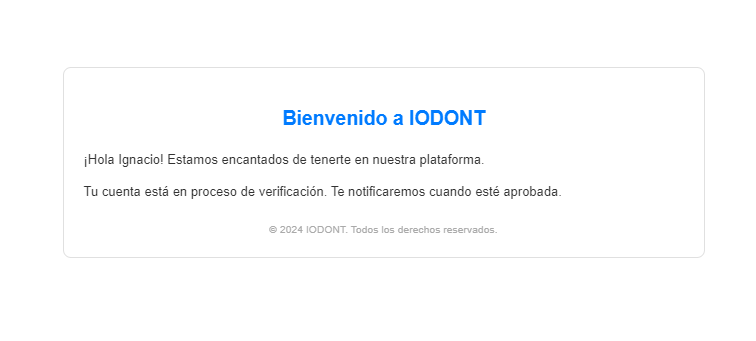 Bienvenido a IODONT
¡Hola Ignacio! Estamos encantados de tenerte en nuestra plataforma.
Tu cuenta está en proceso de verificación. Te notificaremos cuando esté aprobada.
© 2024 IODONT. Todos los derechos reservados.